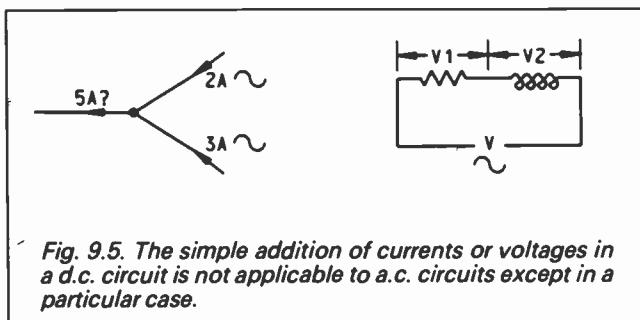 5A?
2A
3A
V1
V2
V
Fig. 9.5. The simple addition of currents or voltages in
a d.c. circuit is not applicable to a.c. circuits except in a
particular case.